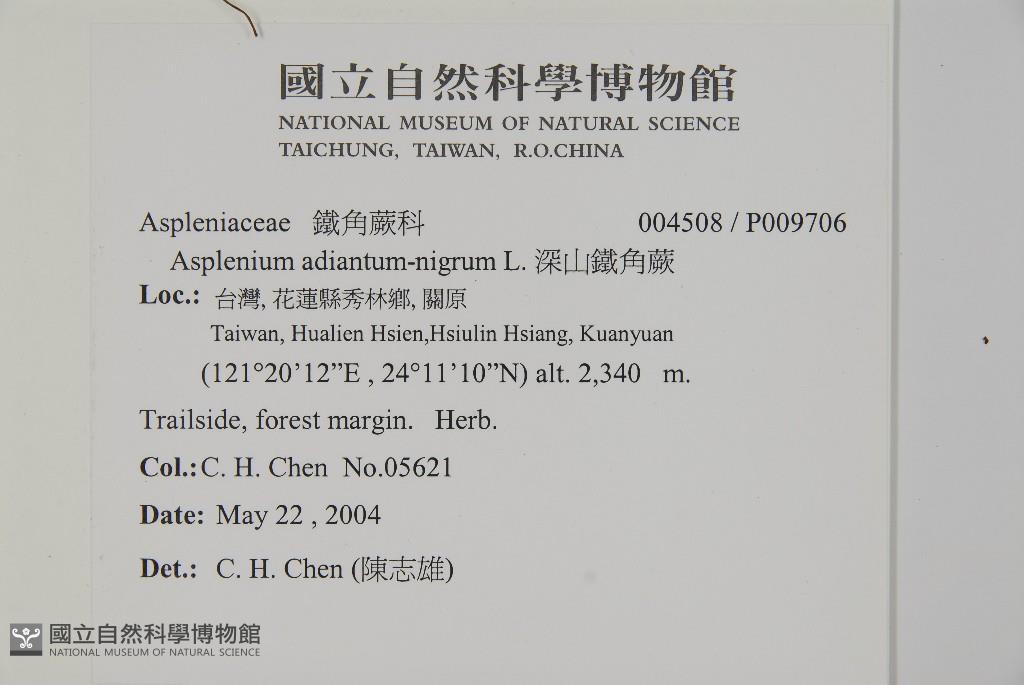 國立自然科學博物館
NATIONAL MUSEUM OF NATURAL SCIENCE
TAICHUNG, TAIWAN, R.O.CHINA
Aspleniaceae 鐵角蕨科 004508 / P009706
Asplenium adiantum-nigrum L. 深山鐵角蕨
Loc.: 台灣, 花蓮縣秀林鄉, 關原
Taiwan, Hualien Hsien,Hsiulin Hsiang, Kuanyuan
(121°20’12”E , 24°11’10”N) alt. 2,340 m.
Trailside, forest margin. Herb.
Col.: C. H. Chen No.05621
Date: May 22 , 2004
Det.: C. H. Chen (陳志雄)
國立自然科學博物館
NATIONAL MUSEUM OF NATURAL SCIENCE